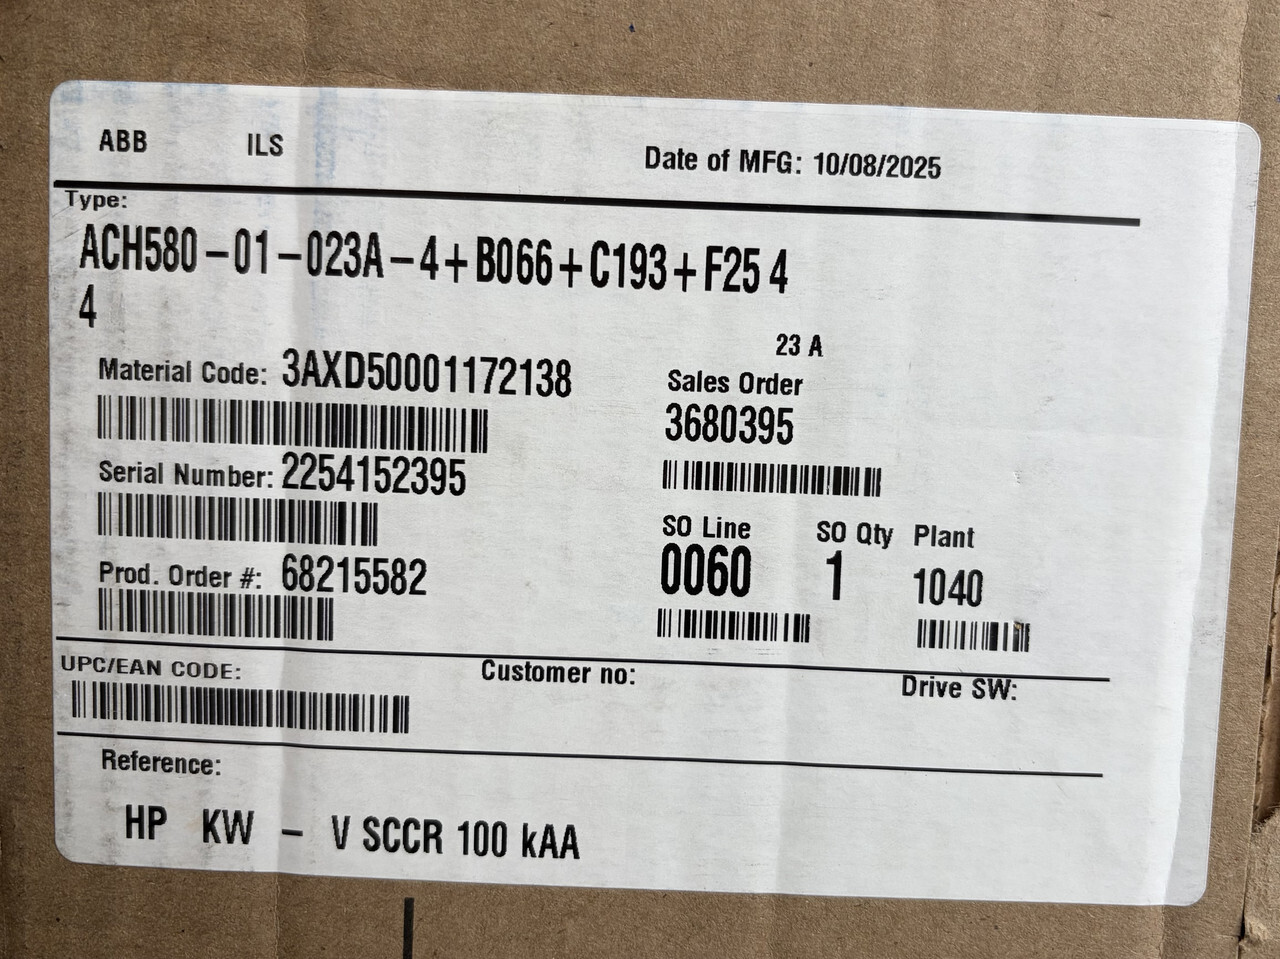 ABB ILS Date of MFG: 10/08/2025
Type:
ACH580-01-023A-4+B066+C193+F25 4
4
23 A
Material Code: 3AXD50001172138
Sales Order
3680395
Serial Number: 2254152395
SO Line SO Qty Plant
0060 1 1040
Prod. Order #: 68215582
UPC/EAN CODE: Customer no: Drive SW:
Reference:
HP KW - V SCCR 100 kAA